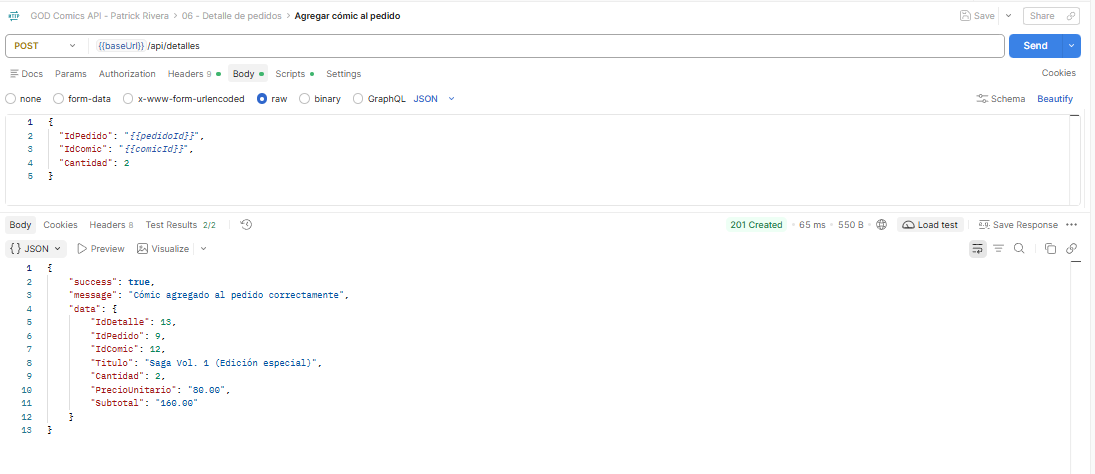 GOD Comics API - Patrick Rivera > 06 - Detalle de pedidos > Agregar cómic al pedido Save Share
POST {{baseUrl}} /api/detalles Send
Docs Params Authorization Headers 9 Body Scripts Settings Cookies
none form-data x-www-form-urlencoded raw binary GraphQL JSON Schema Beautify
1 {
2 "IdPedido": "{{pedidoId}}",
3 "IdComic": "{{comicId}}",
4 "Cantidad": 2
5 }
Body Cookies Headers 8 Test Results 2/2 201 Created • 65 ms • 550 B • Load test Save Response
{} JSON Preview Visualize
1 {
2 "success": true,
3 "message": "Cómic agregado al pedido correctamente",
4 "data": {
5 "IdDetalle": 13,
6 "IdPedido": 9,
7 "IdComic": 12,
8 "Titulo": "Saga Vol. 1 (Edición especial)",
9 "Cantidad": 2,
10 "PrecioUnitario": "80.00",
11 "Subtotal": "160.00"
12 }
13 }